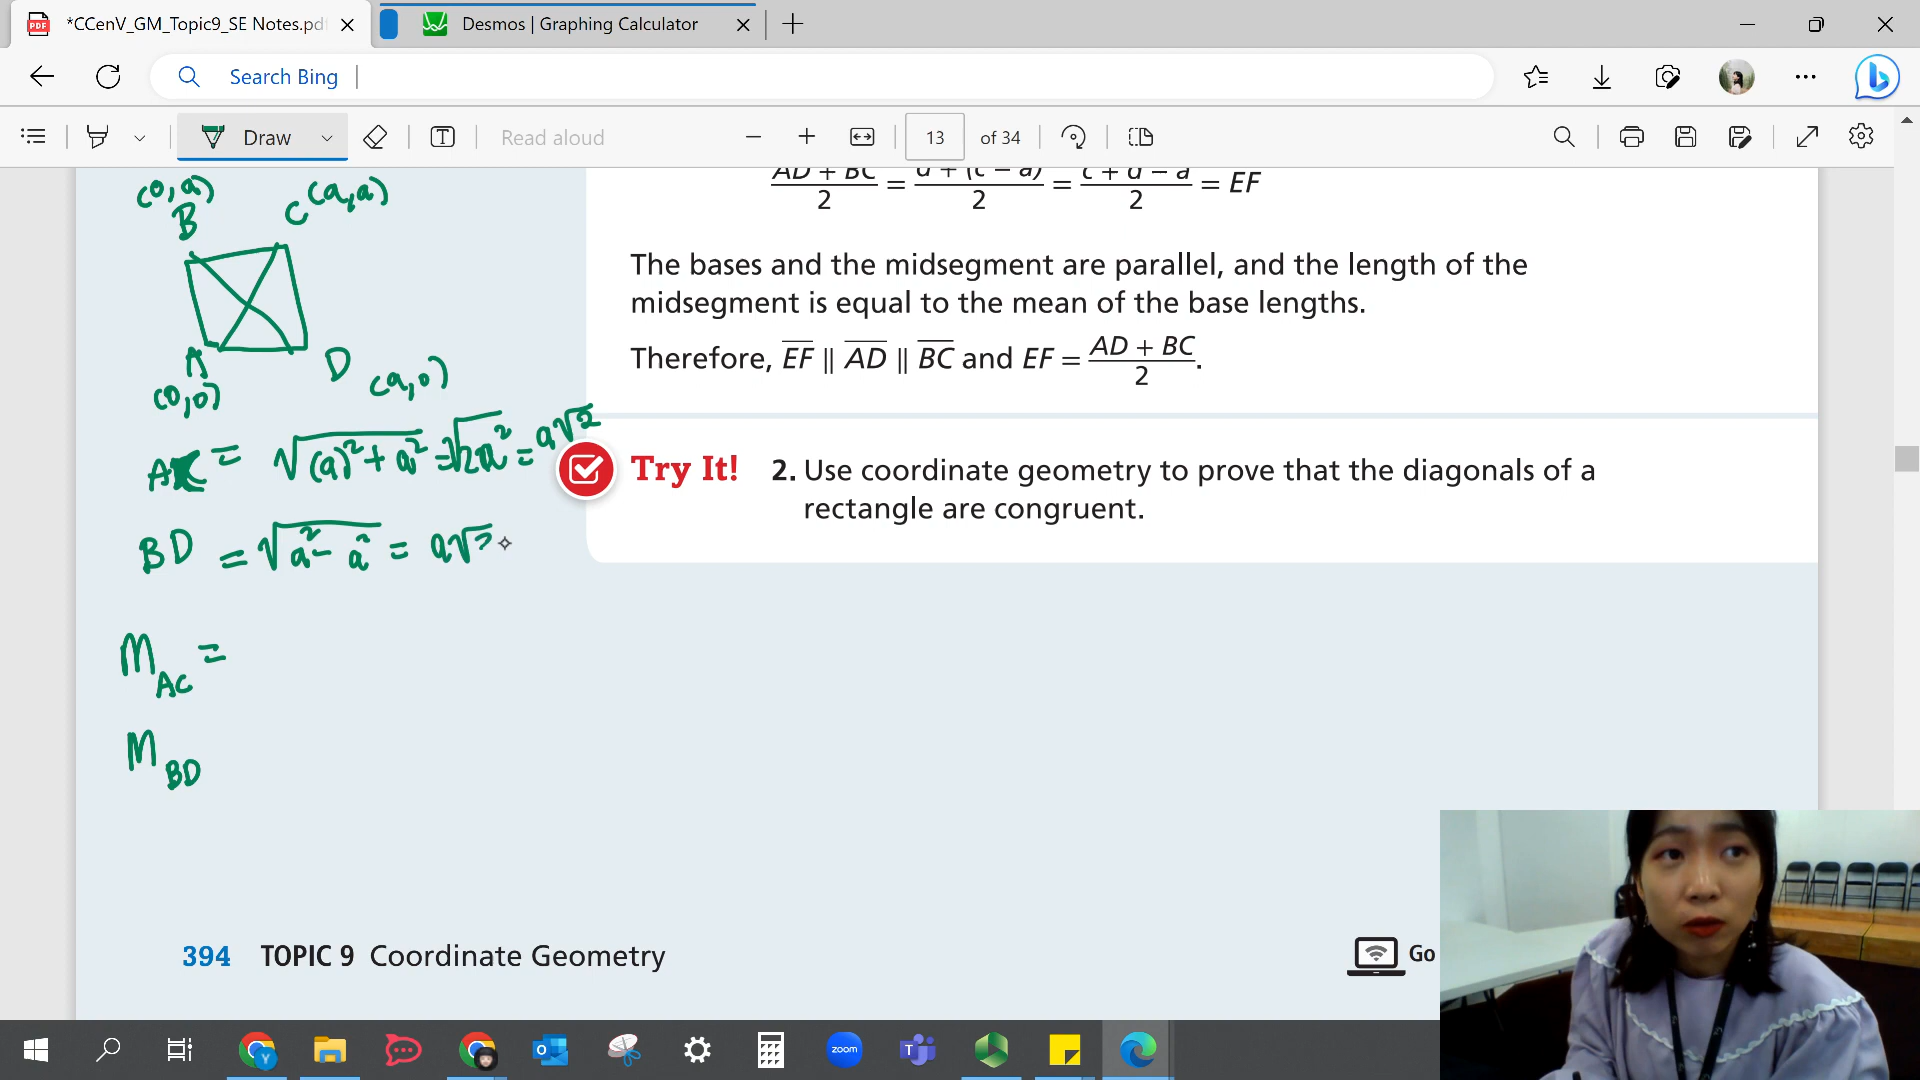 *CCenV_GM_Topic9_SE Notes.pdf
Desmos | Graphing Calculator
Search Bing
Draw
Read aloud
13
of 34
(0, a)
B
C (a, a)
A
(0, 0)
D (a, 0)
AC = √((a)² + a²) = √(2a²) = a√2
BD = √(a² - a²) = a√2
M_AC =
M_BD
(AD + BC)/2 = (d + (c − a))/2 = (c + d − a)/2 = EF
The bases and the midsegment are parallel, and the length of the
midsegment is equal to the mean of the base lengths.
Therefore, EF ∥ AD ∥ BC and EF = (AD + BC)/2.
Try It! 2. Use coordinate geometry to prove that the diagonals of a
rectangle are congruent.
394 TOPIC 9 Coordinate Geometry
Go
zoom